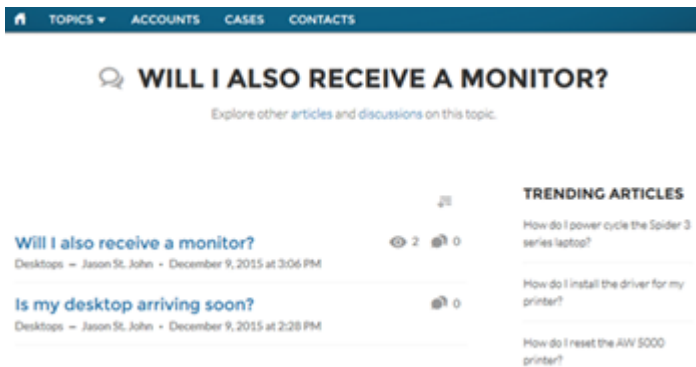 TOPICS ACCOUNTS CASES CONTACTS
WILL I ALSO RECEIVE A MONITOR?
Explore other articles and discussions on this topic.
Will I also receive a monitor? 2 0
Desktops – Jason St. John • December 9, 2015 at 3:06 PM
Is my desktop arriving soon? 0
Desktops – Jason St. John • December 9, 2015 at 2:28 PM
TRENDING ARTICLES
How do I power cycle the Spider 3
series laptop?
How do I install the driver for my
printer?
How do I reset the AW 5000
printer?